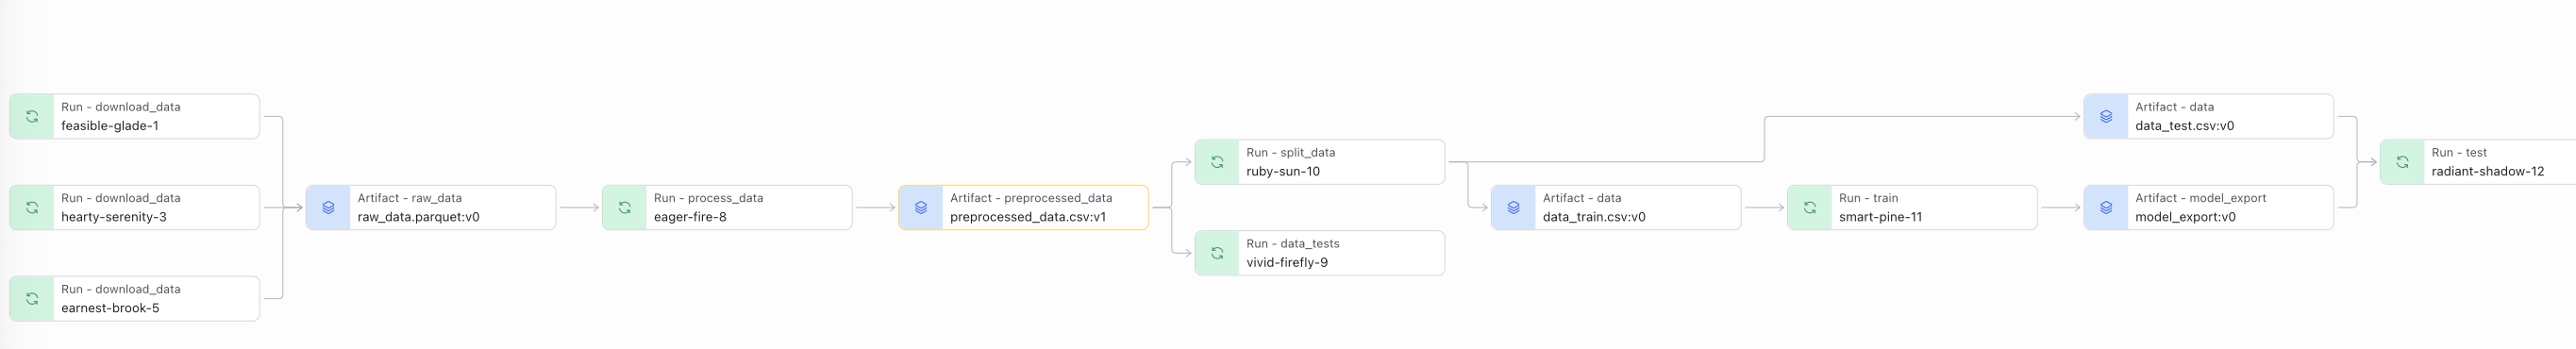 Run - download_data
feasible-glade-1
Run - download_data
hearty-serenity-3
Run - download_data
earnest-brook-5
Artifact - raw_data
raw_data.parquet:v0
Run - process_data
eager-fire-8
Artifact - preprocessed_data
preprocessed_data.csv:v1
Run - split_data
ruby-sun-10
Run - data_tests
vivid-firefly-9
Artifact - data
data_train.csv:v0
Run - train
smart-pine-11
Artifact - data
data_test.csv:v0
Artifact - model_export
model_export:v0
Run - test
radiant-shadow-12